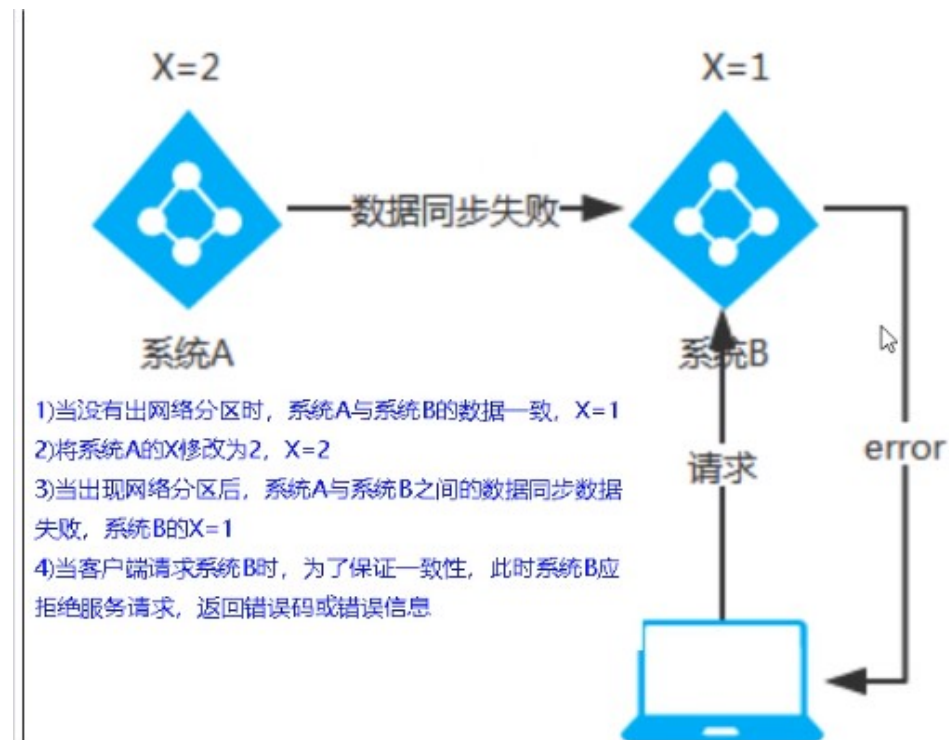 X=2
X=1
数据同步失败
系统A
系统B
1)当没有出网络分区时，系统A与系统B的数据一致，X=1
2)将系统A的X修改为2，X=2
3)当出现网络分区后，系统A与系统B之间的数据同步数据
失败，系统B的X=1
4)当客户端请求系统B时，为了保证一致性，此时系统B应
拒绝服务请求，返回错误码或错误信息
请求
error